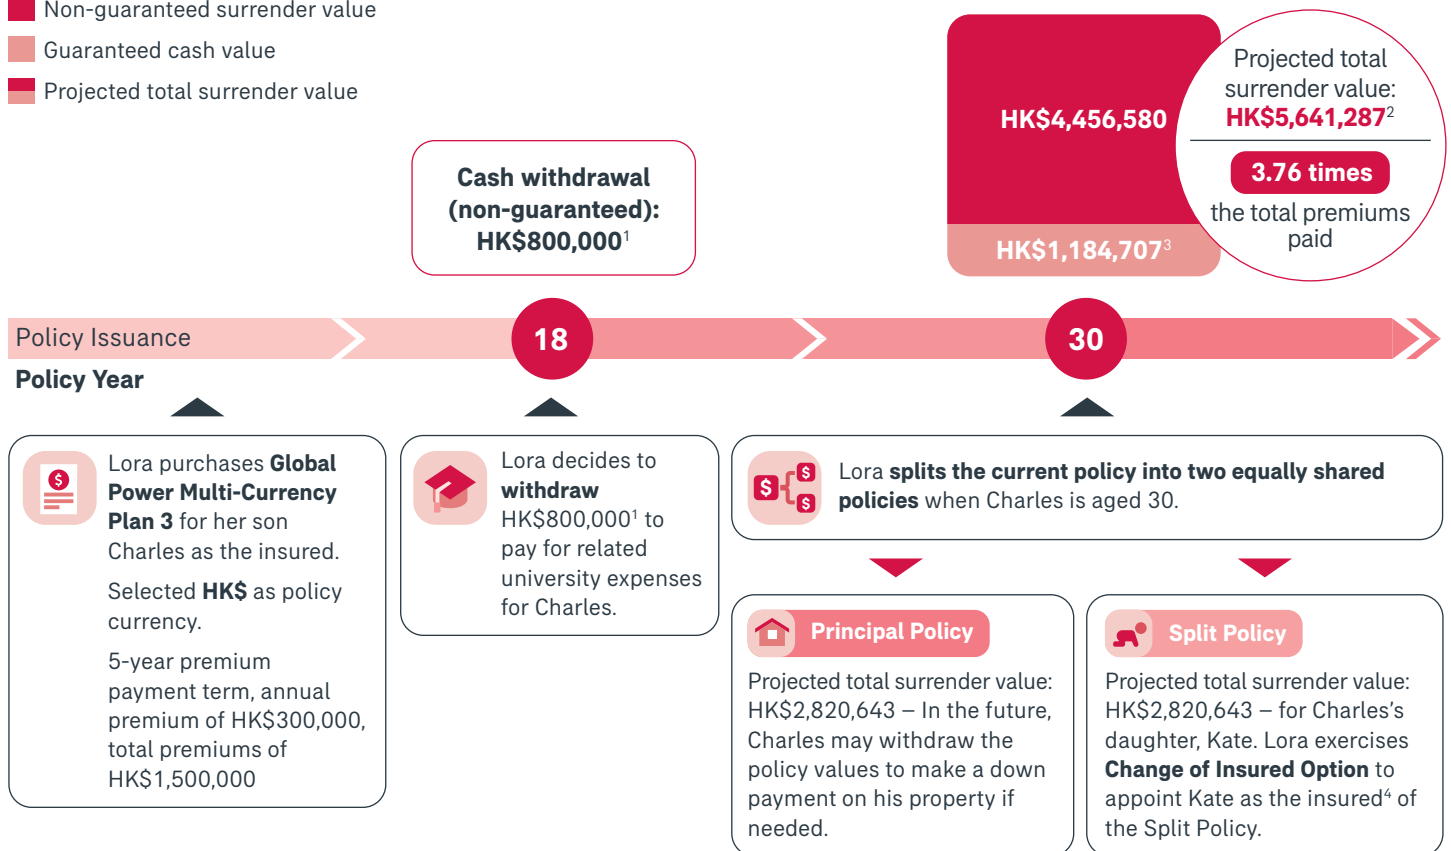 Non-guaranteed surrender value
Guaranteed cash value
Projected total surrender value
Cash withdrawal
(non-guaranteed):
HK$800,000¹
HK$4,456,580
HK$1,184,707³
Projected total
surrender value:
HK$5,641,287²
3.76 times
the total premiums
paid
Policy Issuance
18
30
Policy Year
Lora purchases Global
Power Multi-Currency
Plan 3 for her son
Charles as the insured.
Selected HK$ as policy
currency.
5-year premium
payment term, annual
premium of HK$300,000,
total premiums of
HK$1,500,000
Lora decides to
withdraw
HK$800,000¹ to
pay for related
university expenses
for Charles.
Lora splits the current policy into two equally shared
policies when Charles is aged 30.
Principal Policy
Projected total surrender value:
HK$2,820,643 – In the future,
Charles may withdraw the
policy values to make a down
payment on his property if
needed.
Split Policy
Projected total surrender value:
HK$2,820,643 – for Charles's
daughter, Kate. Lora exercises
Change of Insured Option to
appoint Kate as the insured⁴ of
the Split Policy.